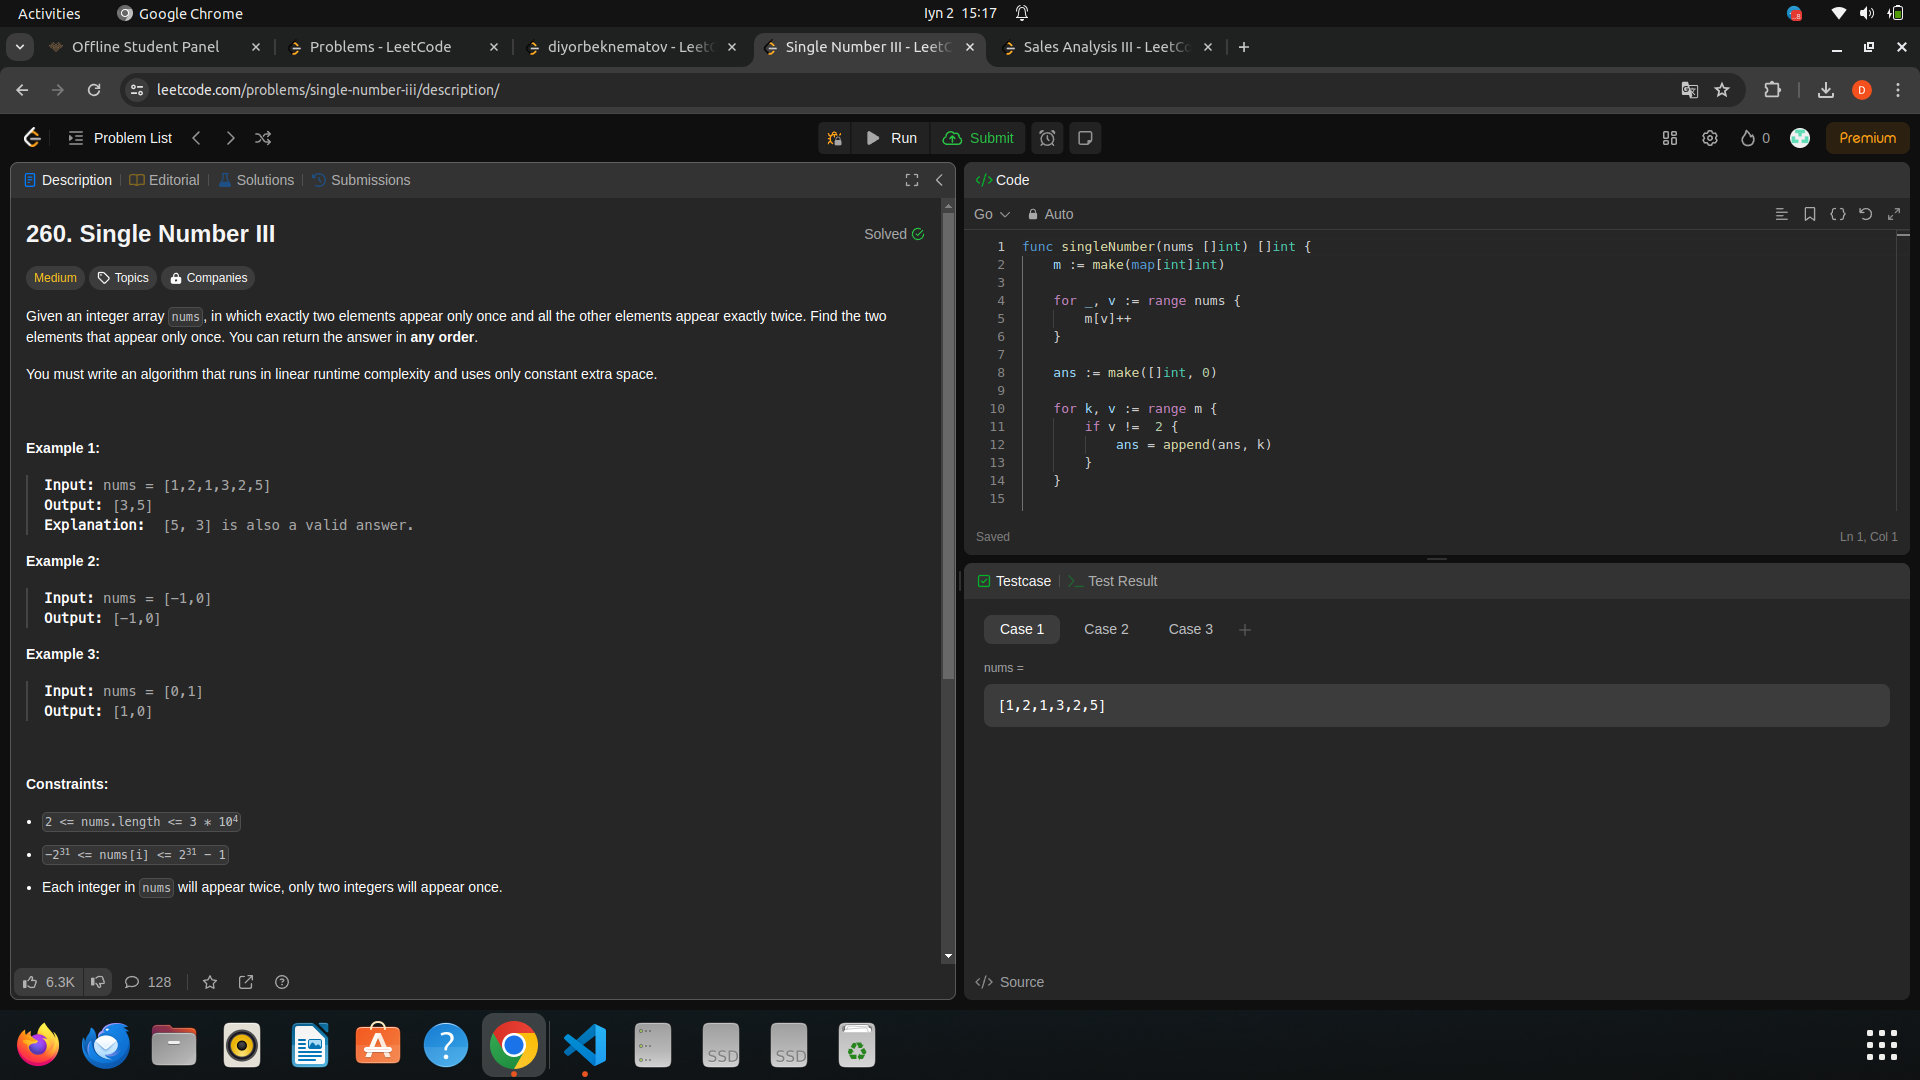 Activities
Google Chrome
Iyn 2 15:17
Offline Student Panel
Problems - LeetCode
diyorbeknematov - Leet
Single Number III - Leet
Sales Analysis III - LeetCo
leetcode.com/problems/single-number-iii/description/
D
Problem List
Run
Submit
0
Premium
Description
Editorial
Solutions
Submissions
260. Single Number III
Solved
Medium
Topics
Companies
Given an integer array nums, in which exactly two elements appear only once and all the other elements appear exactly twice. Find the two
elements that appear only once. You can return the answer in any order.
You must write an algorithm that runs in linear runtime complexity and uses only constant extra space.
Example 1:
Input: nums = [1,2,1,3,2,5]
Output: [3,5]
Explanation:  [5, 3] is also a valid answer.
Example 2:
Input: nums = [-1,0]
Output: [-1,0]
Example 3:
Input: nums = [0,1]
Output: [1,0]
Constraints:
• 2 <= nums.length <= 3 * 10⁴
• -2³¹ <= nums[i] <= 2³¹ - 1
• Each integer in nums will appear twice, only two integers will appear once.
6.3K
128
</> Code
Go
Auto
1 func singleNumber(nums []int) []int {
2     m := make(map[int]int)
3
4     for _, v := range nums {
5         m[v]++
6     }
7
8     ans := make([]int, 0)
9
10     for k, v := range m {
11         if v !=  2 {
12             ans = append(ans, k)
13         }
14     }
15
Saved
Ln 1, Col 1
Testcase
>_ Test Result
Case 1
Case 2
Case 3
+
nums =
[1,2,1,3,2,5]
</> Source
SSD
SSD